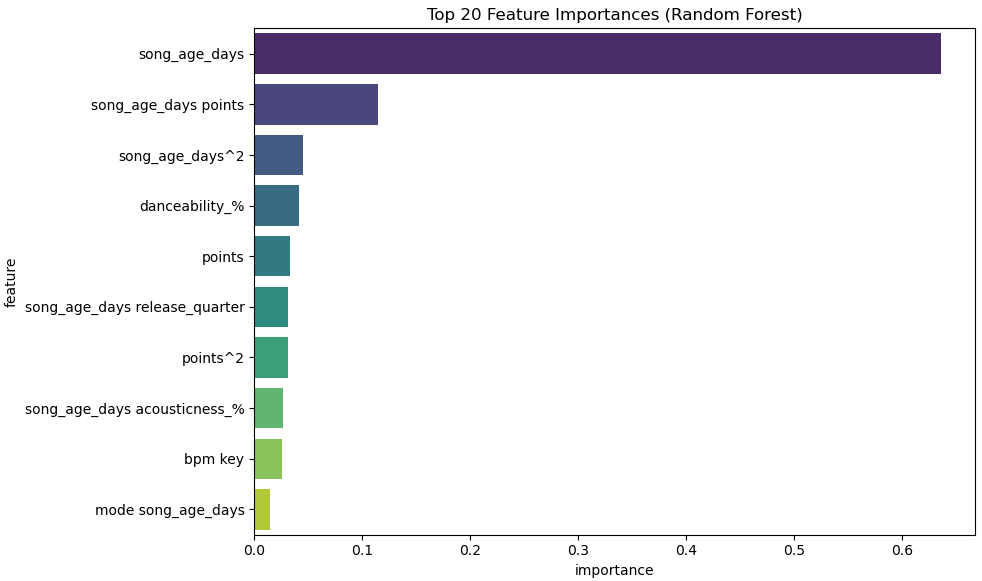 Top 20 Feature Importances (Random Forest)
feature
song_age_days
song_age_days points
song_age_days^2
danceability_%
points
song_age_days release_quarter
points^2
song_age_days acousticness_%
bpm key
mode song_age_days
0.0 0.1 0.2 0.3 0.4 0.5 0.6
importance